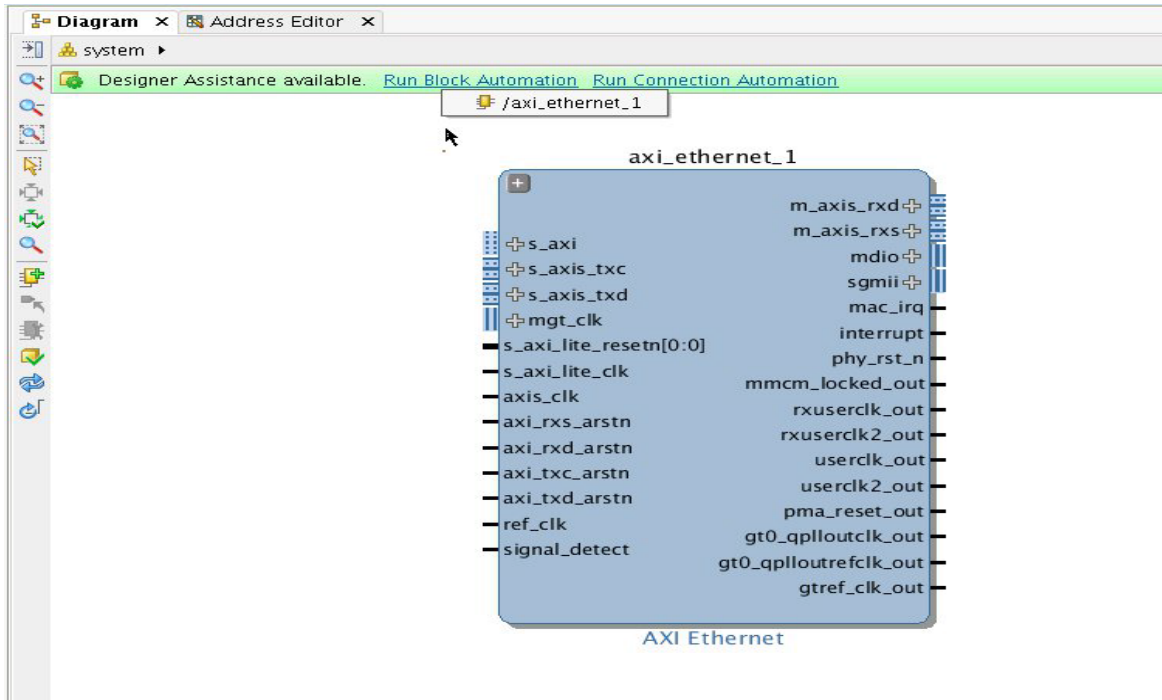 Diagram × Address Editor ×
system
Designer Assistance available. Run Block Automation Run Connection Automation
/axi_ethernet_1
axi_ethernet_1
s_axi
s_axis_txc
s_axis_txd
mgt_clk
s_axi_lite_resetn[0:0]
s_axi_lite_clk
axis_clk
axi_rxs_arstn
axi_rxd_arstn
axi_txc_arstn
axi_txd_arstn
ref_clk
signal_detect
m_axis_rxd
m_axis_rxs
mdio
sgmii
mac_irq
interrupt
phy_rst_n
mmcm_locked_out
rxuserclk_out
rxuserclk2_out
userclk_out
userclk2_out
pma_reset_out
gt0_qplloutclk_out
gt0_qplloutrefclk_out
gtref_clk_out
AXI Ethernet